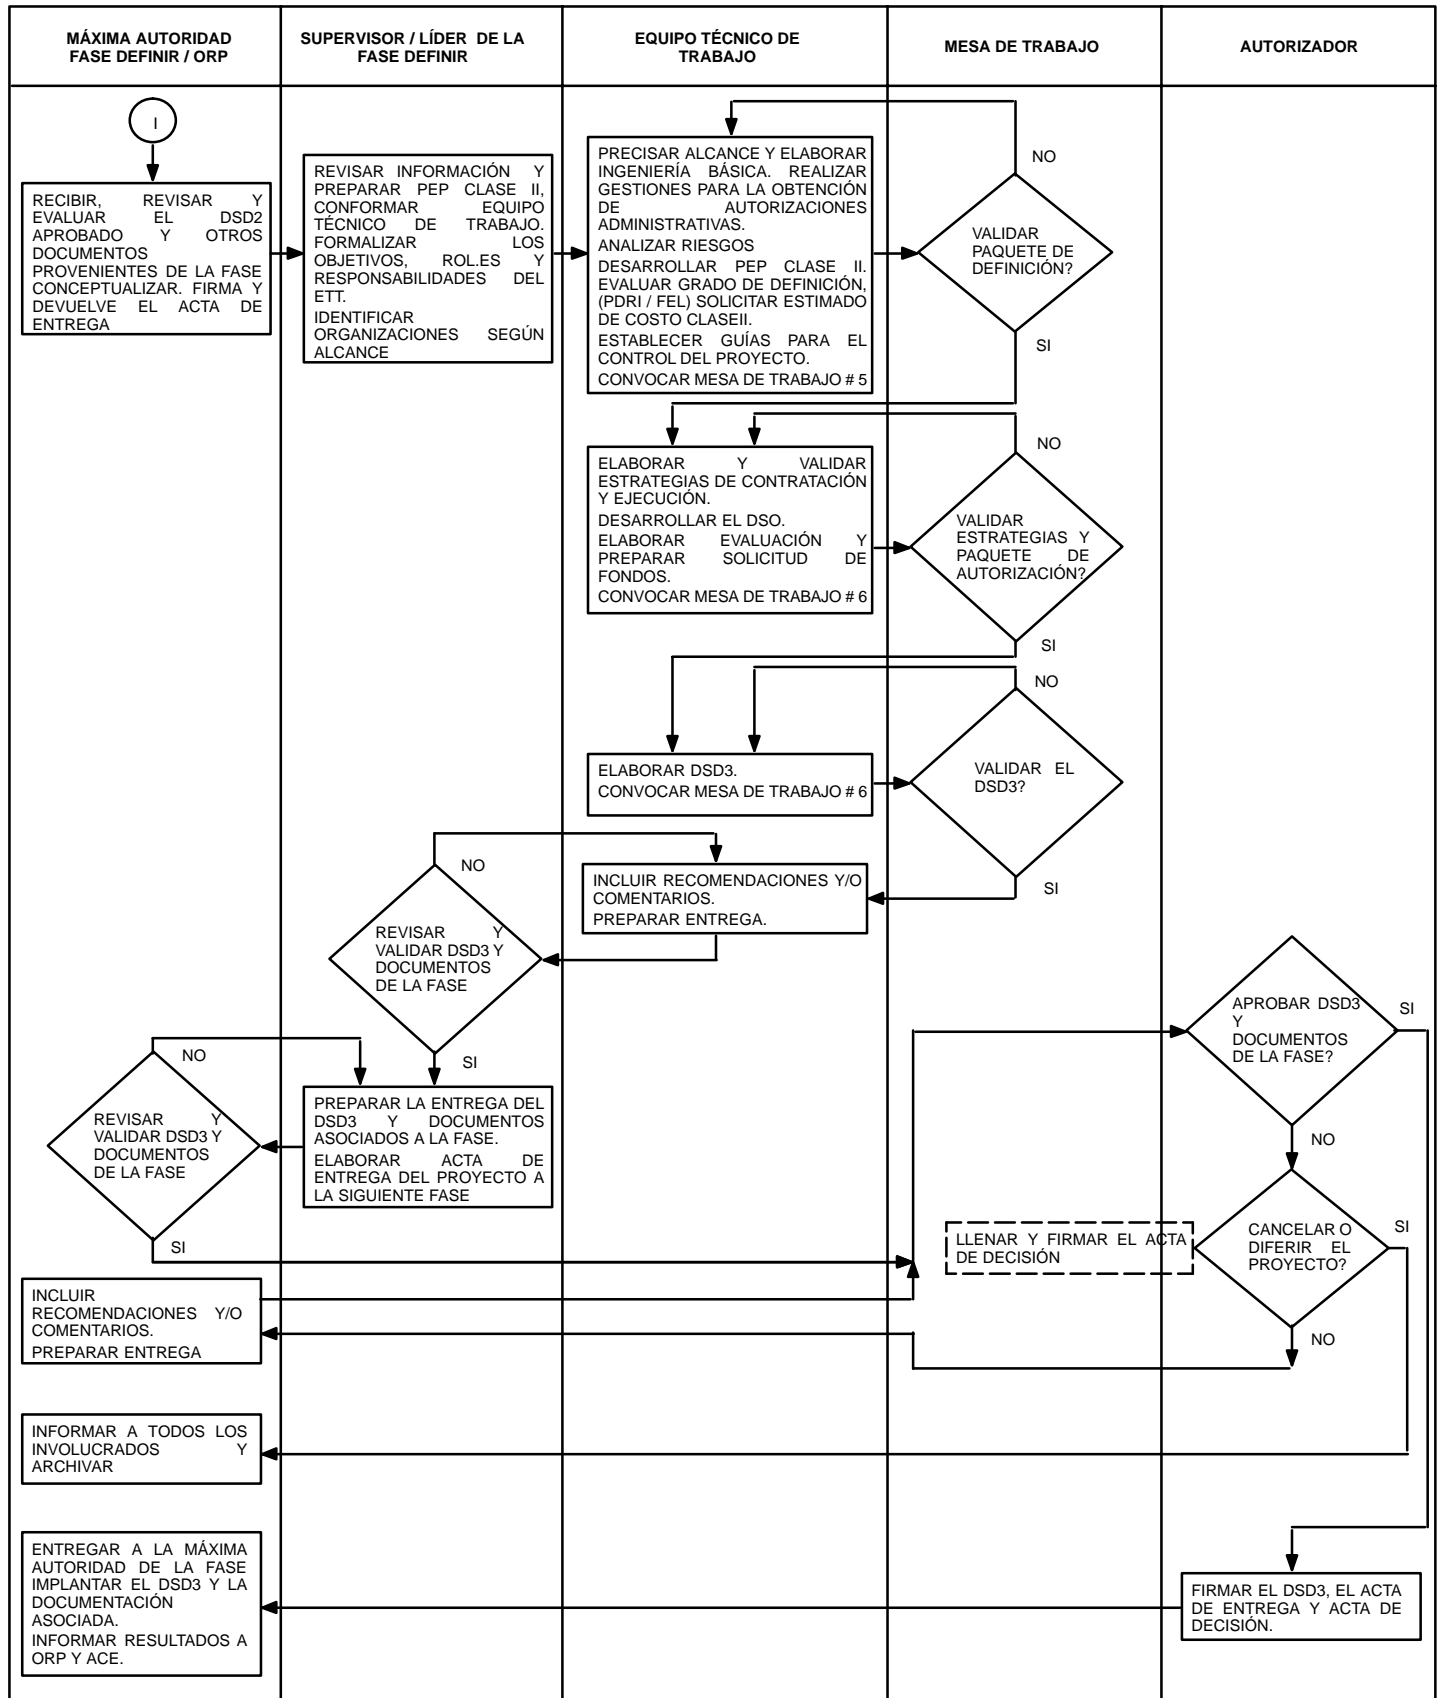 MÁXIMA AUTORIDAD
FASE DEFINIR / ORP
SUPERVISOR / LÍDER DE LA
FASE DEFINIR
EQUIPO TÉCNICO DE
TRABAJO
MESA DE TRABAJO
AUTORIZADOR
I
RECIBIR, REVISAR Y
EVALUAR EL DSD2
APROBADO Y OTROS
DOCUMENTOS
PROVENIENTES DE LA FASE
CONCEPTUALIZAR. FIRMA Y
DEVUELVE EL ACTA DE
ENTREGA
REVISAR INFORMACIÓN Y
PREPARAR PEP CLASE II,
CONFORMAR EQUIPO
TÉCNICO DE TRABAJO.
FORMALIZAR LOS
OBJETIVOS, ROL.ES Y
RESPONSABILIDADES DEL
ETT.
IDENTIFICAR
ORGANIZACIONES SEGÚN
ALCANCE
PRECISAR ALCANCE Y ELABORAR
INGENIERÍA BÁSICA. REALIZAR
GESTIONES PARA LA OBTENCIÓN
DE AUTORIZACIONES
ADMINISTRATIVAS.
ANALIZAR RIESGOS
DESARROLLAR PEP CLASE II.
EVALUAR GRADO DE DEFINICIÓN,
(PDRI / FEL) SOLICITAR ESTIMADO
DE COSTO CLASEII.
ESTABLECER GUÍAS PARA EL
CONTROL DEL PROYECTO.
CONVOCAR MESA DE TRABAJO # 5
NO
VALIDAR
PAQUETE DE
DEFINICIÓN?
SI
ELABORAR Y VALIDAR
ESTRATEGIAS DE CONTRATACIÓN
Y EJECUCIÓN.
DESARROLLAR EL DSO.
ELABORAR EVALUACIÓN Y
PREPARAR SOLICITUD DE
FONDOS.
CONVOCAR MESA DE TRABAJO # 6
NO
VALIDAR
ESTRATEGIAS Y
PAQUETE DE
AUTORIZACIÓN?
SI
ELABORAR DSD3.
CONVOCAR MESA DE TRABAJO # 6
NO
VALIDAR EL
DSD3?
SI
INCLUIR RECOMENDACIONES Y/O
COMENTARIOS.
PREPARAR ENTREGA.
NO
REVISAR Y
VALIDAR DSD3 Y
DOCUMENTOS
DE LA FASE
SI
PREPARAR LA ENTREGA DEL
DSD3 Y DOCUMENTOS
ASOCIADOS A LA FASE.
ELABORAR ACTA DE
ENTREGA DEL PROYECTO A
LA SIGUIENTE FASE
NO
REVISAR Y
VALIDAR DSD3 Y
DOCUMENTOS
DE LA FASE
SI
APROBAR DSD3
Y
DOCUMENTOS
DE LA FASE?
SI
NO
LLENAR Y FIRMAR EL ACTA
DE DECISIÓN
CANCELAR O
DIFERIR EL
PROYECTO?
SI
NO
INCLUIR
RECOMENDACIONES Y/O
COMENTARIOS.
PREPARAR ENTREGA
INFORMAR A TODOS LOS
INVOLUCRADOS Y
ARCHIVAR
ENTREGAR A LA MÁXIMA
AUTORIDAD DE LA FASE
IMPLANTAR EL DSD3 Y LA
DOCUMENTACIÓN
ASOCIADA.
INFORMAR RESULTADOS A
ORP Y ACE.
FIRMAR EL DSD3, EL ACTA
DE ENTREGA Y ACTA DE
DECISIÓN.